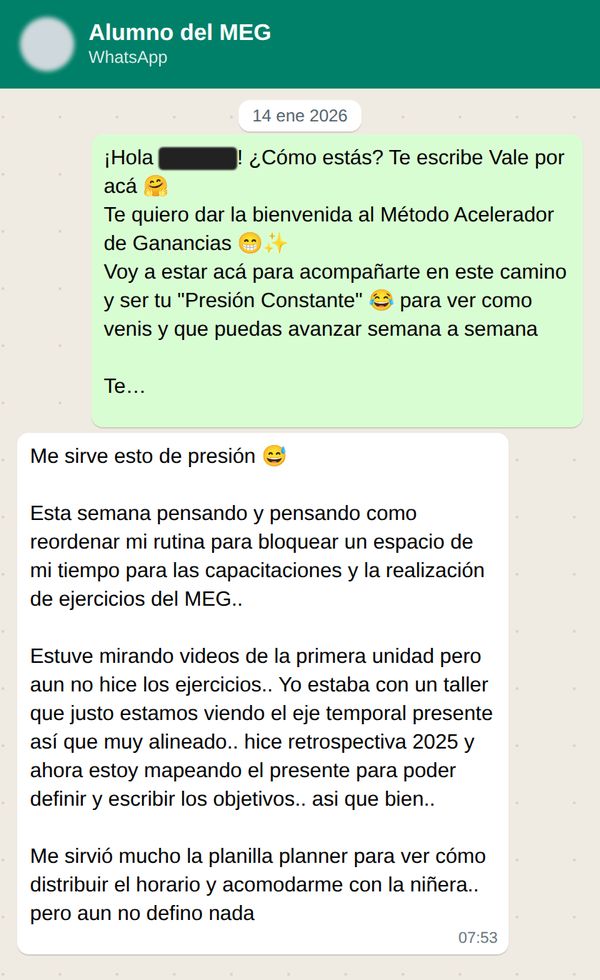 Alumno del MEG
WhatsApp
14 ene 2026
¡Hola ! ¿Cómo estás? Te escribe Vale por
acá 🤗
Te quiero dar la bienvenida al Método Acelerador
de Ganancias 😁✨
Voy a estar acá para acompañarte en este camino
y ser tu "Presión Constante" 😂 para ver como
venis y que puedas avanzar semana a semana
Te…
Me sirve esto de presión 😅
Esta semana pensando y pensando como
reordenar mi rutina para bloquear un espacio de
mi tiempo para las capacitaciones y la realización
de ejercicios del MEG..
Estuve mirando videos de la primera unidad pero
aun no hice los ejercicios.. Yo estaba con un taller
que justo estamos viendo el eje temporal presente
así que muy alineado.. hice retrospectiva 2025 y
ahora estoy mapeando el presente para poder
definir y escribir los objetivos.. asi que bien..
Me sirvió mucho la planilla planner para ver cómo
distribuir el horario y acomodarme con la niñera..
pero aun no defino nada
07:53